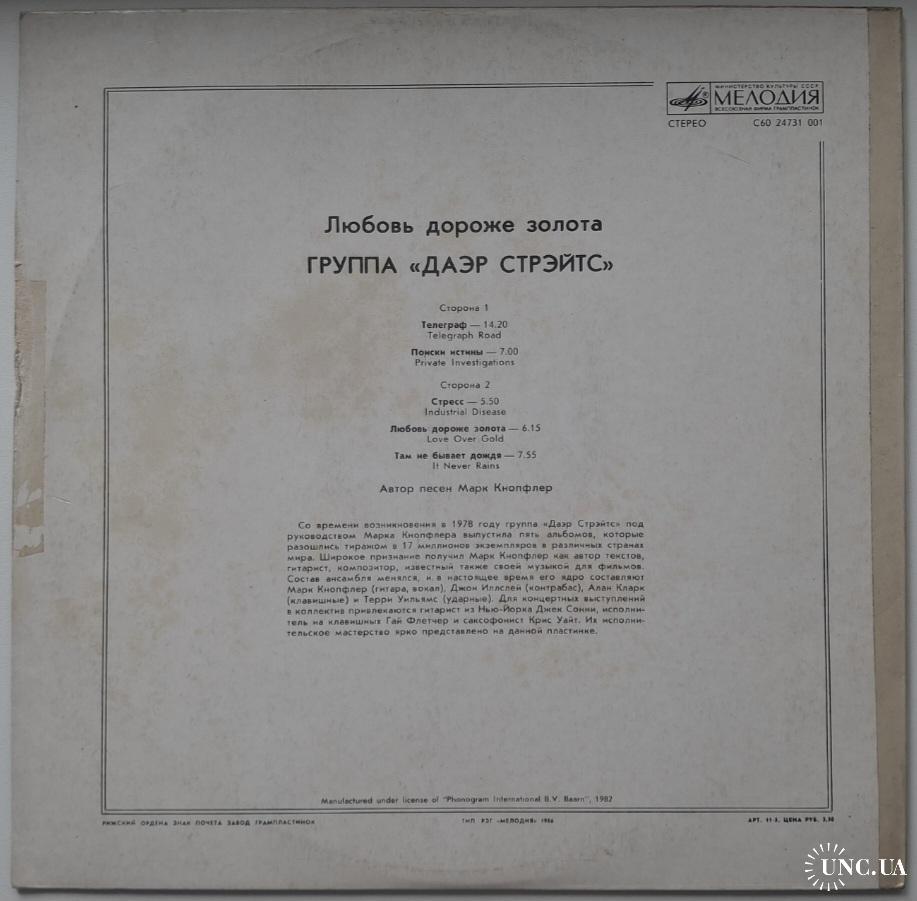 МИНИСТЕРСТВО КУЛЬТУРЫ СССР
МЕЛОДИЯ
ВСЕСОЮЗНАЯ ФИРМА ГРАМПЛАСТИНОК
СТЕРЕО С60 24731 001
Любовь дороже золота
ГРУППА «ДАЭР СТРЭЙТС»
Сторона 1
Телеграф — 14.20
Telegraph Road
Поиски истины — 7.00
Private Investigations
Сторона 2
Стресс — 5.50
Industrial Disease
Любовь дороже золота — 6.15
Love Over Gold
Там не бывает дождя — 7.55
It Never Rains
Автор песен Марк Кнопфлер
Со времени возникновения в 1978 году группа «Даэр Стрэйтс» под
руководством Марка Кнопфлера выпустила пять альбомов, которые
разошлись тиражом в 17 миллионов экземпляров в различных странах
мира. Широкое признание получил Марк Кнопфлер как автор текстов,
гитарист, композитор, известный также своей музыкой для фильмов.
Состав ансамбля менялся, и в настоящее время его ядро составляют
Марк Кнопфлер (гитара, вокал), Джон Иллслей (контрабас), Алан Кларк
(клавишные) и Терри Уильямс (ударные). Для концертных выступлений
в коллектив привлекаются гитарист из Нью-Йорка Джек Сонни, исполни-
тель на клавишных Гай Флетчер и саксофонист Крис Уайт. Их исполни-
тельское мастерство ярко представлено на данной пластинке.
Manufactured under license of "Phonogram International B.V. Baarn", 1982
РИЖСКИЙ ОРДЕНА ЗНАК ПОЧЕТА ЗАВОД ГРАМПЛАСТИНОК ТИП РЗГ «МЕЛОДИЯ» 1986 АРТ. 11-3, ЦЕНА РУБ. 3,50
UNC.UA